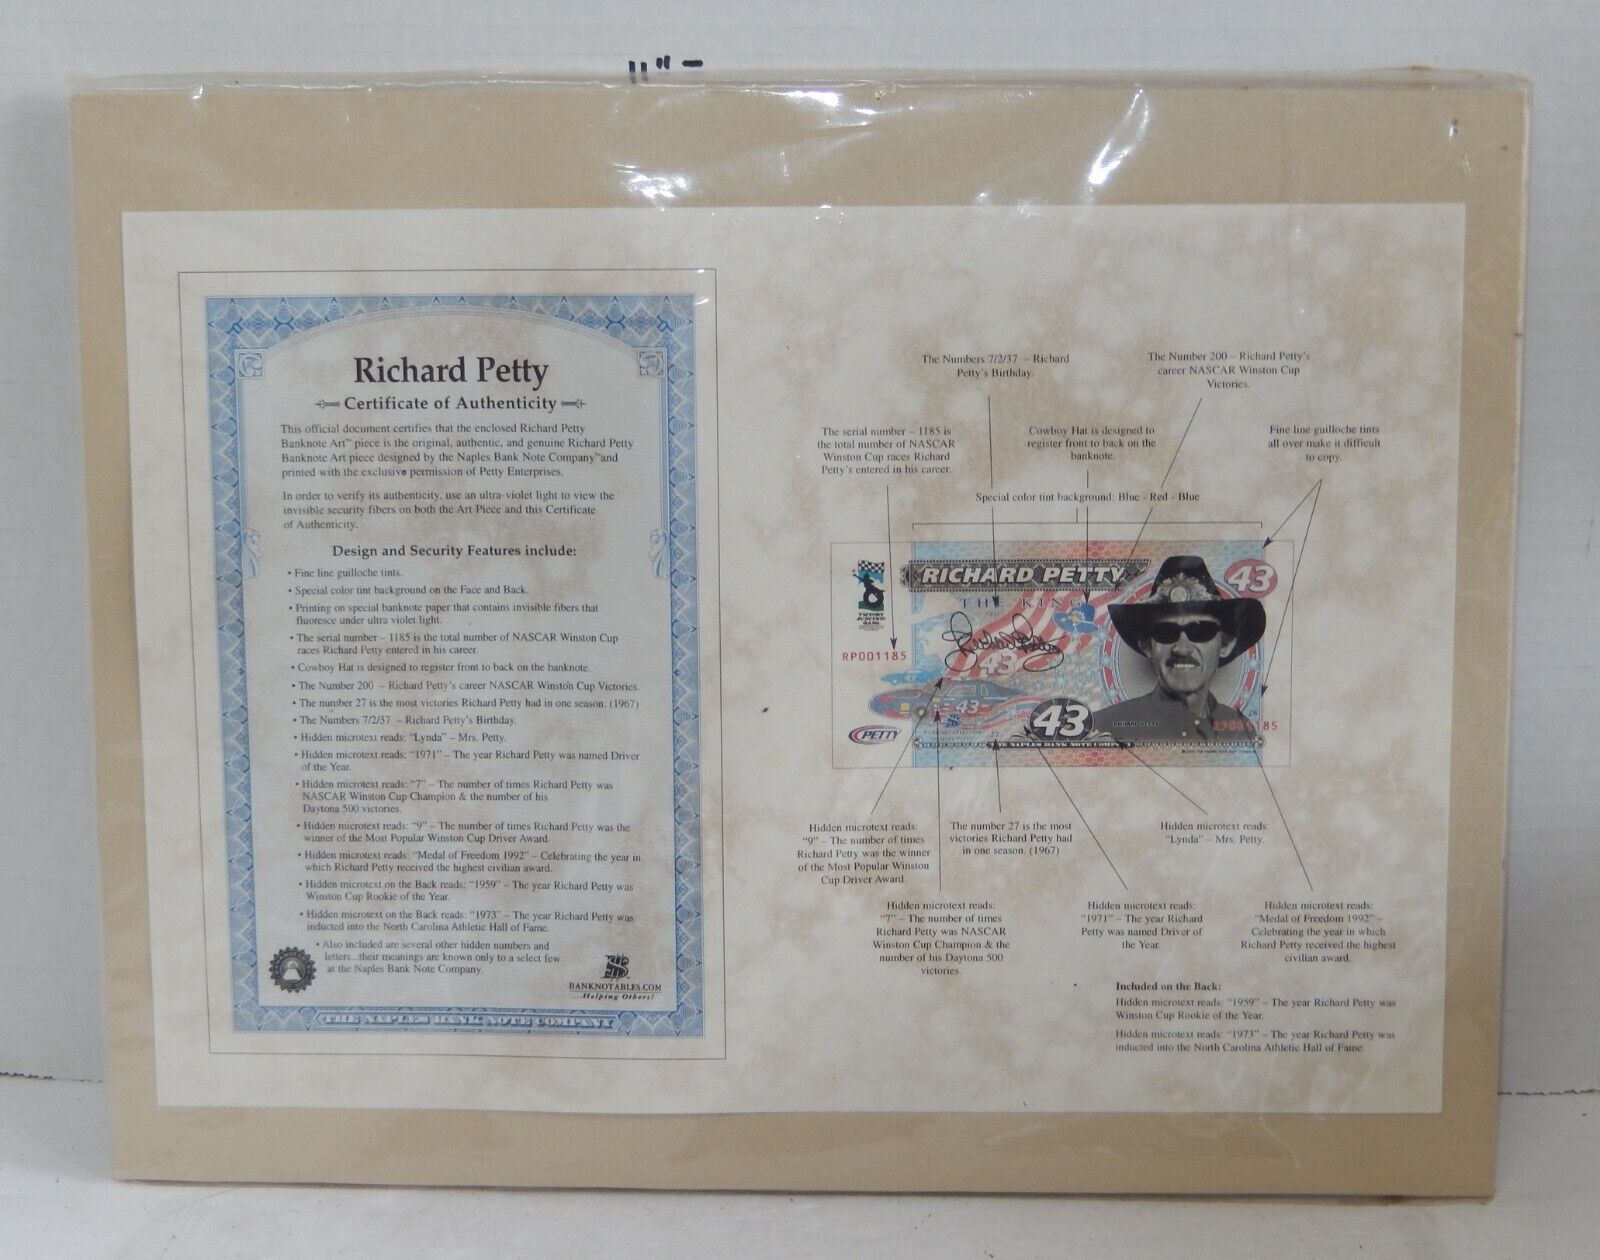 11" -
Richard Petty
Certificate of Authenticity
This official document certifies that the enclosed Richard Petty
Banknote Art™ piece is the original, authentic, and genuine Richard Petty
Banknote Art piece designed by the Naples Bank Note Company™and
printed with the exclusive permission of Petty Enterprises.
In order to verify its authenticity, use an ultra-violet light to view the
invisible security fibers on both the Art Piece and this Certificate
of Authenticity.
Design and Security Features include:
• Fine line guilloche tints.
• Special color tint background on the Face and Back.
• Printing on special banknote paper that contains invisible fibers that
fluoresce under ultra violet light.
• The serial number – 1185 is the total number of NASCAR Winston Cup
races Richard Petty entered in his career.
• Cowboy Hat is designed to register front to back on the banknote.
• The Number 200 – Richard Petty's career NASCAR Winston Cup Victories.
• The number 27 is the most victories Richard Petty had in one season. (1967)
• The Numbers 7/2/37 – Richard Petty's Birthday.
• Hidden microtext reads: "Lynda" – Mrs. Petty.
• Hidden microtext reads: "1971" – The year Richard Petty was named Driver
of the Year.
• Hidden microtext reads: "7" – The number of times Richard Petty was
NASCAR Winston Cup Champion & the number of his
Daytona 500 victories.
• Hidden microtext reads: "9" – The number of times Richard Petty was the
winner of the Most Popular Winston Cup Driver Award.
• Hidden microtext reads: "Medal of Freedom 1992" – Celebrating the year in
which Richard Petty received the highest civilian award.
• Hidden microtext on the Back reads: "1959" – The year Richard Petty was
Winston Cup Rookie of the Year.
• Hidden microtext on the Back reads: "1973" – The year Richard Petty was
inducted into the North Carolina Athletic Hall of Fame.
• Also included are several other hidden numbers and
letters...their meanings are known only to a select few
at the Naples Bank Note Company.
BANKNOTABLES.COM
...Helping Others!
THE NAPLES BANK NOTE COMPANY
The Numbers 7/2/37 – Richard
Petty's Birthday.
The Number 200 – Richard Petty's
career NASCAR Winston Cup
Victories.
The serial number – 1185 is
the total number of NASCAR
Winston Cup races Richard
Petty's entered in his career.
Cowboy Hat is designed to
register front to back on the
banknote.
Fine line guilloche tints
all over make it difficult
to copy.
Special color tint background: Blue - Red - Blue
RICHARD PETTY
43
THE KING
VICTORY
JUNCTION
GANG
RP001185
43
43
43
RICHARD PETTY
RP001185
PETTY
27
THE NAPLES BANK NOTE COMPANY
Hidden microtext reads:
"9" – The number of times
Richard Petty was the winner
of the Most Popular Winston
Cup Driver Award.
The number 27 is the most
victories Richard Petty had
in one season. (1967)
Hidden microtext reads:
"Lynda" – Mrs. Petty.
Hidden microtext reads:
"7" – The number of times
Richard Petty was NASCAR
Winston Cup Champion & the
number of his Daytona 500
victories.
Hidden microtext reads:
"1971" – The year Richard
Petty was named Driver of
the Year.
Hidden microtext reads:
"Medal of Freedom 1992" –
Celebrating the year in which
Richard Petty received the highest
civilian award.
Included on the Back:
Hidden microtext reads: "1959" – The year Richard Petty was
Winston Cup Rookie of the Year.
Hidden microtext reads: "1973" – The year Richard Petty was
inducted into the North Carolina Athletic Hall of Fame.